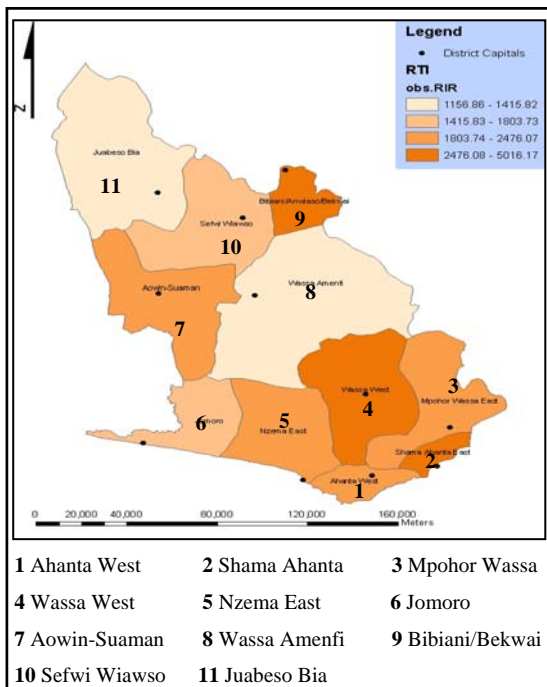 Legend
District Capitals
RTI
obs.RIR
1156.86 - 1415.82
1415.83 - 1803.73
1803.74 - 2476.07
2476.08 - 5016.17
Z
Juabeso Bia
11
Bibiani/Anwiaso/Bekwai
9
Sefwi Wiawso
10
Aowin-Suaman
7
Wassa Amenfi
8
Wassa West
4
3
Mpohor Wassa East
6
5
Nzema East
Shama Ahanta East
2
Ahanta West
1
0 20,000 40,000 80,000 120,000 160,000
Meters
1 Ahanta West 2 Shama Ahanta 3 Mpohor Wassa
4 Wassa West 5 Nzema East 6 Jomoro
7 Aowin-Suaman 8 Wassa Amenfi 9 Bibiani/Bekwai
10 Sefwi Wiawso 11 Juabeso Bia